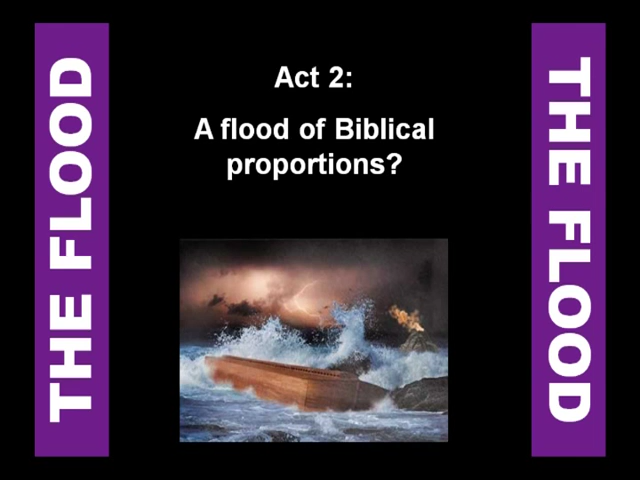 THE FLOOD
Act 2:
A flood of Biblical
proportions?
THE FLOOD